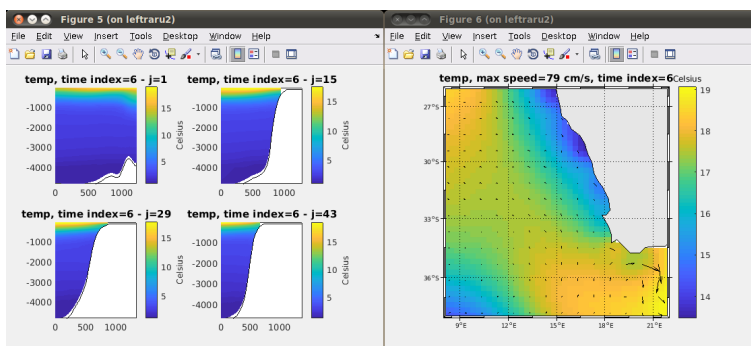 Figure 5 (on leftraru2)
File Edit View Insert Tools Desktop Window Help
temp, time index=6 - j=1
-1000
-2000
-3000
-4000
0 500 1000
15
10
5
Celsius
temp, time index=6 - j=15
-1000
-2000
-3000
-4000
0 500 1000
15
10
5
Celsius
temp, time index=6 - j=29
-1000
-2000
-3000
-4000
0 500 1000
15
10
5
Celsius
temp, time index=6 - j=43
-1000
-2000
-3000
-4000
0 500 1000
15
10
5
Celsius
Figure 6 (on leftraru2)
File Edit View Insert Tools Desktop Window Help
temp, max speed=79 cm/s, time index=6
Celsius
27°S
30°S
33°S
36°S
9°E 12°E 15°E 18°E 21°E
19
18
17
16
15
14